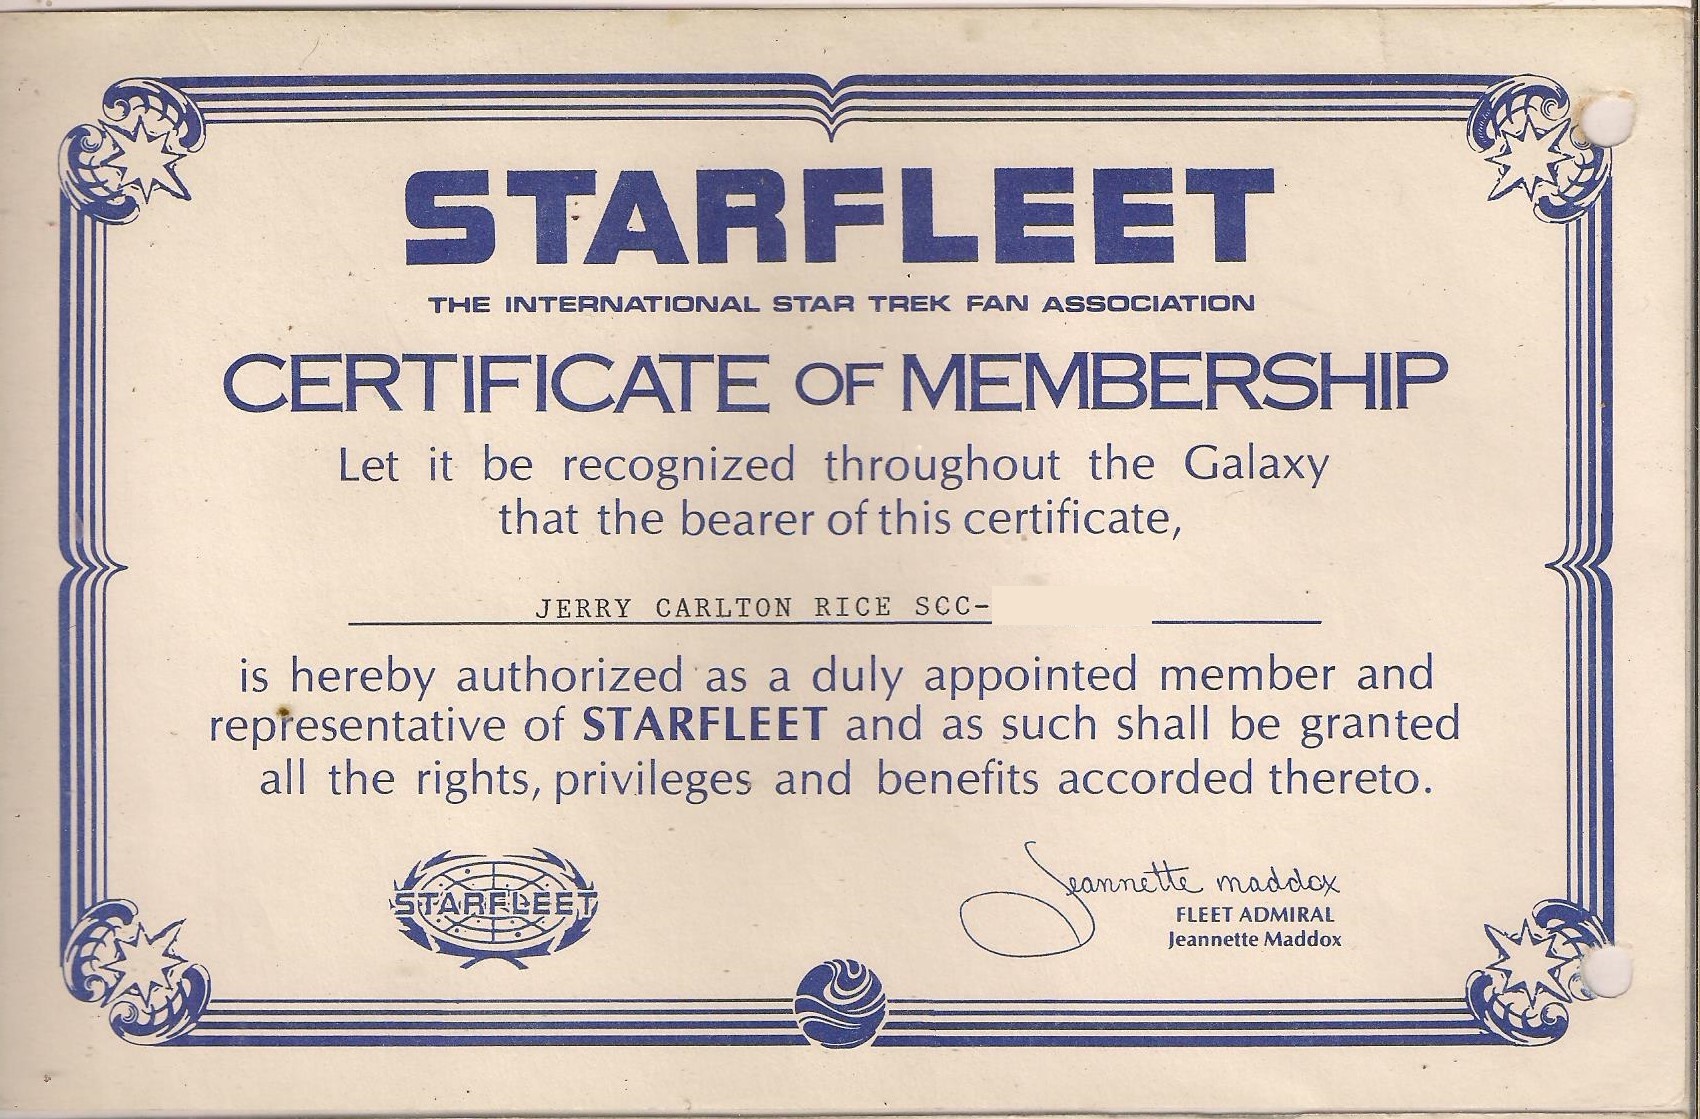 STARFLEET
THE INTERNATIONAL STAR TREK FAN ASSOCIATION
CERTIFICATE OF MEMBERSHIP
Let it be recognized throughout the Galaxy
that the bearer of this certificate,
JERRY CARLTON RICE SCC-
is hereby authorized as a duly appointed member and
representative of STARFLEET and as such shall be granted
all the rights, privileges and benefits accorded thereto.
STARFLEET
Jeannette maddox
FLEET ADMIRAL
Jeannette Maddox